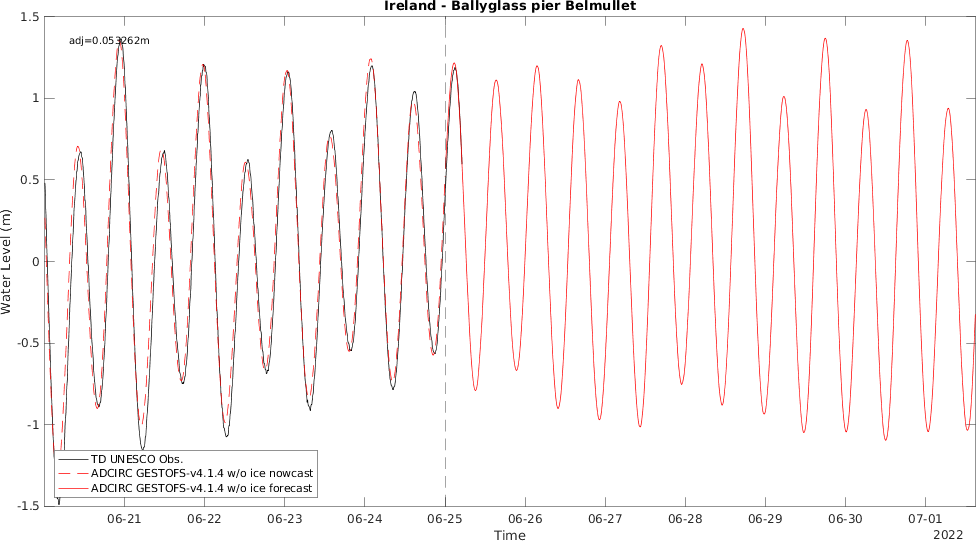 Ireland - Ballyglass pier Belmullet
adj=0.053262m
1.5
1
0.5
0
-0.5
-1
-1.5
Water Level (m)
TD UNESCO Obs.
ADCIRC GESTOFS-v4.1.4 w/o ice nowcast
ADCIRC GESTOFS-v4.1.4 w/o ice forecast
06-21 06-22 06-23 06-24 06-25 06-26 06-27 06-28 06-29 06-30 07-01
Time
2022